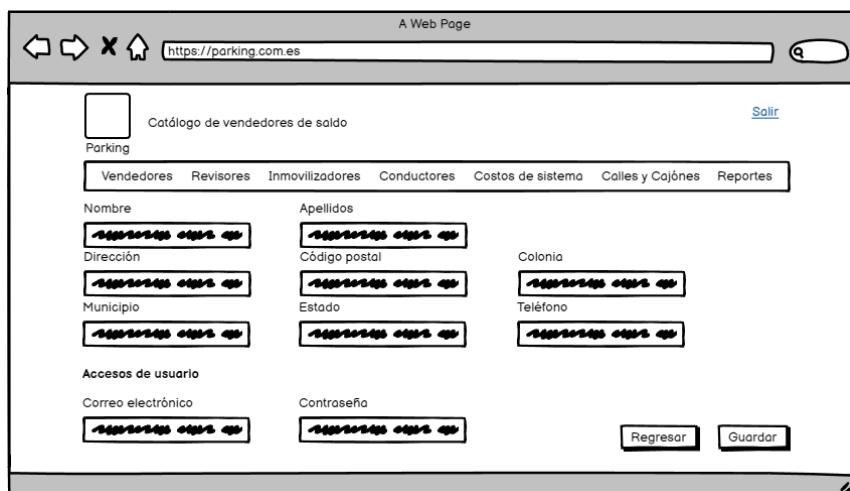 A Web Page
https://parking.com.es
Catálogo de vendedores de saldo
Salir
Parking
Vendedores Revisores Inmovilizadores Conductores Costos de sistema Calles y Cajónes Reportes
Nombre Apellidos
Dirección Código postal Colonia
Municipio Estado Teléfono
Accesos de usuario
Correo electrónico Contraseña
Regresar Guardar